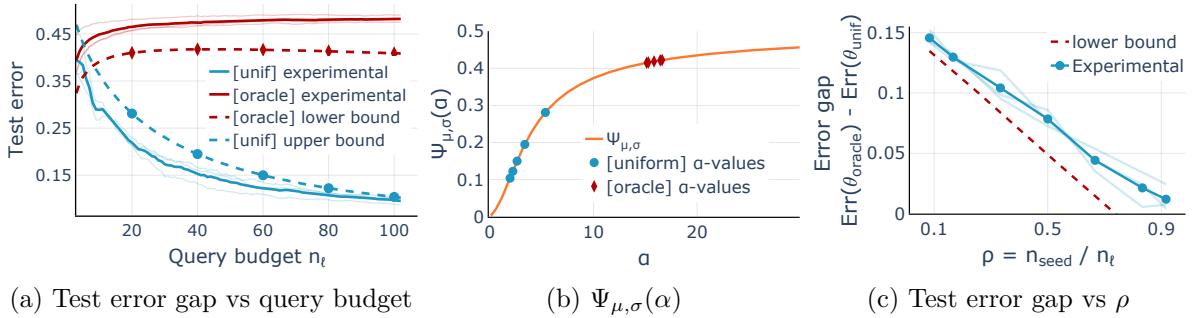 Test error
0.45
0.35
0.25
0.15
[unif] experimental
[oracle] experimental
[oracle] lower bound
[unif] upper bound
20
40
60
80
100
Query budget nℓ
(a) Test error gap vs query budget
Ψμ,σ(α)
0.5
0.4
0.3
0.2
0.1
0
Ψμ,σ
[uniform] α-values
[oracle] α-values
0
10
20
α
(b) Ψμ,σ(α)
Error gap
Err(θoracle) - Err(θunif)
0.15
0.1
0.05
0
lower bound
Experimental
0.1
0.5
0.9
ρ = nseed / nℓ
(c) Test error gap vs ρ